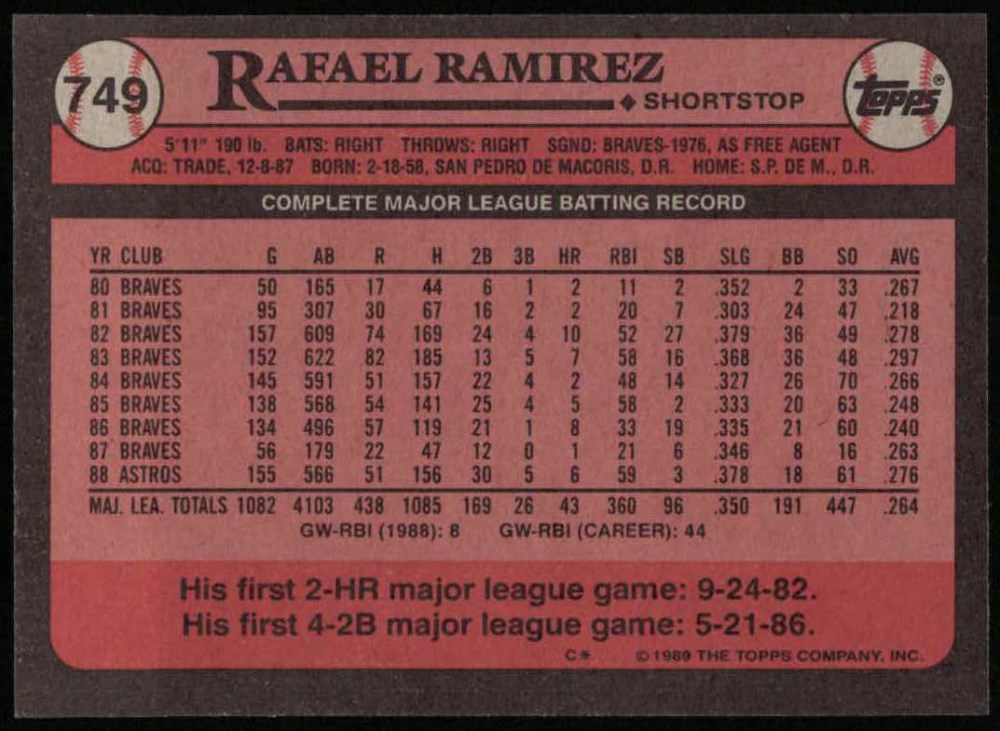 749
RAFAEL RAMIREZ
SHORTSTOP
TOPPS®
5'11" 190 lb. BATS: RIGHT THROWS: RIGHT SGND: BRAVES-1976, AS FREE AGENT
ACQ: TRADE, 12-8-87 BORN: 2-18-58, SAN PEDRO DE MACORIS, D.R. HOME: S.P. DE M., D.R.
COMPLETE MAJOR LEAGUE BATTING RECORD
YR CLUB G AB R H 2B 3B HR RBI SB SLG BB SO AVG
80 BRAVES 50 165 17 44 6 1 2 11 2 .352 2 33 .267
81 BRAVES 95 307 30 67 16 2 2 20 7 .303 24 47 .218
82 BRAVES 157 609 74 169 24 4 10 52 27 .379 36 49 .278
83 BRAVES 152 622 82 185 13 5 7 58 16 .368 36 48 .297
84 BRAVES 145 591 51 157 22 4 2 48 14 .327 26 70 .266
85 BRAVES 138 568 54 141 25 4 5 58 2 .333 20 63 .248
86 BRAVES 134 496 57 119 21 1 8 33 19 .335 21 60 .240
87 BRAVES 56 179 22 47 12 0 1 21 6 .346 8 16 .263
88 ASTROS 155 566 51 156 30 5 6 59 3 .378 18 61 .276
MAJ. LEA. TOTALS 1082 4103 438 1085 169 26 43 360 96 .350 191 447 .264
GW-RBI (1988): 8 GW-RBI (CAREER): 44
His first 2-HR major league game: 9-24-82.
His first 4-2B major league game: 5-21-86.
C* © 1989 THE TOPPS COMPANY, INC.